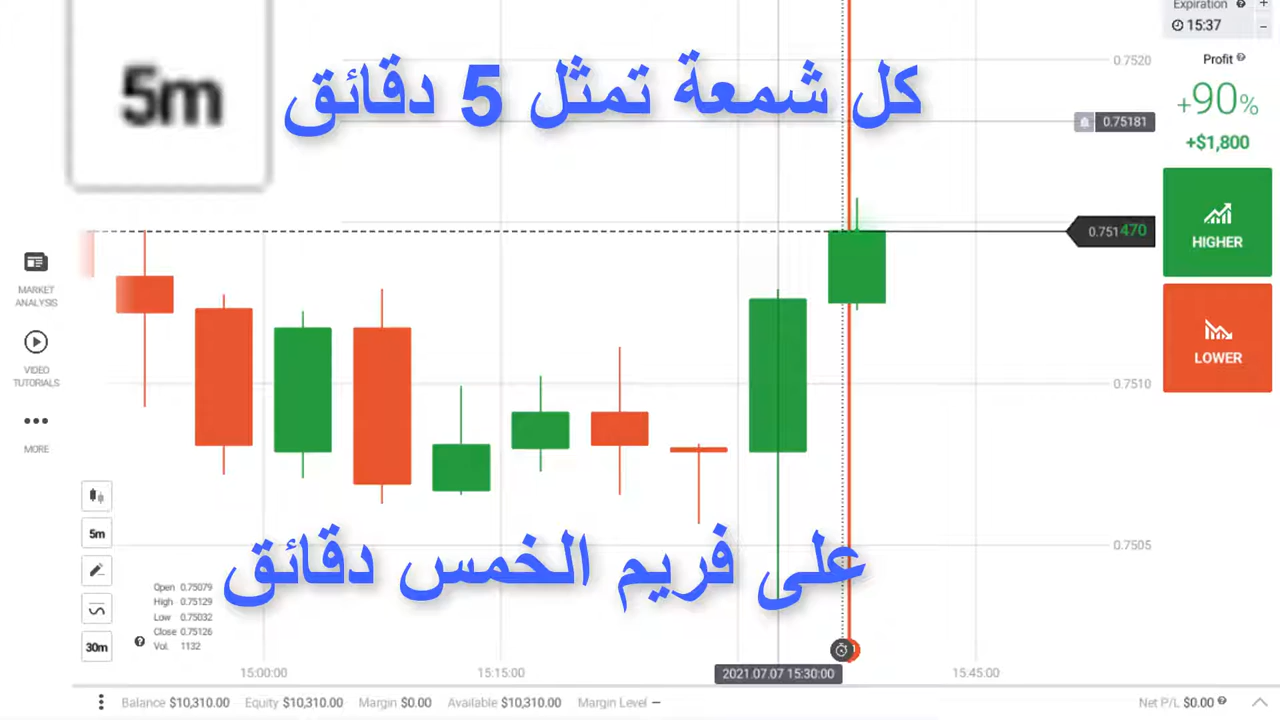 Expiration
15:37
5m
كل شمعة تمثل 5 دقائق
0.7520
Profit
+90%
+$1,800
0.75181
HIGHER
0.751470
MARKET
ANALYSIS
LOWER
VIDEO
TUTORIALS
0.7510
MORE
5m
على فريم الخمس دقائق
0.7505
Open 0.75079
High 0.75129
Low 0.75032
Close 0.75126
Vol. 1132
30m
15:00:00
15:15:00
2021.07.07 15:30:00
15:45:00
Balance $10,310.00 Equity $10,310.00 Margin $0.00 Available $10,310.00 Margin Level – Net P/L $0.00